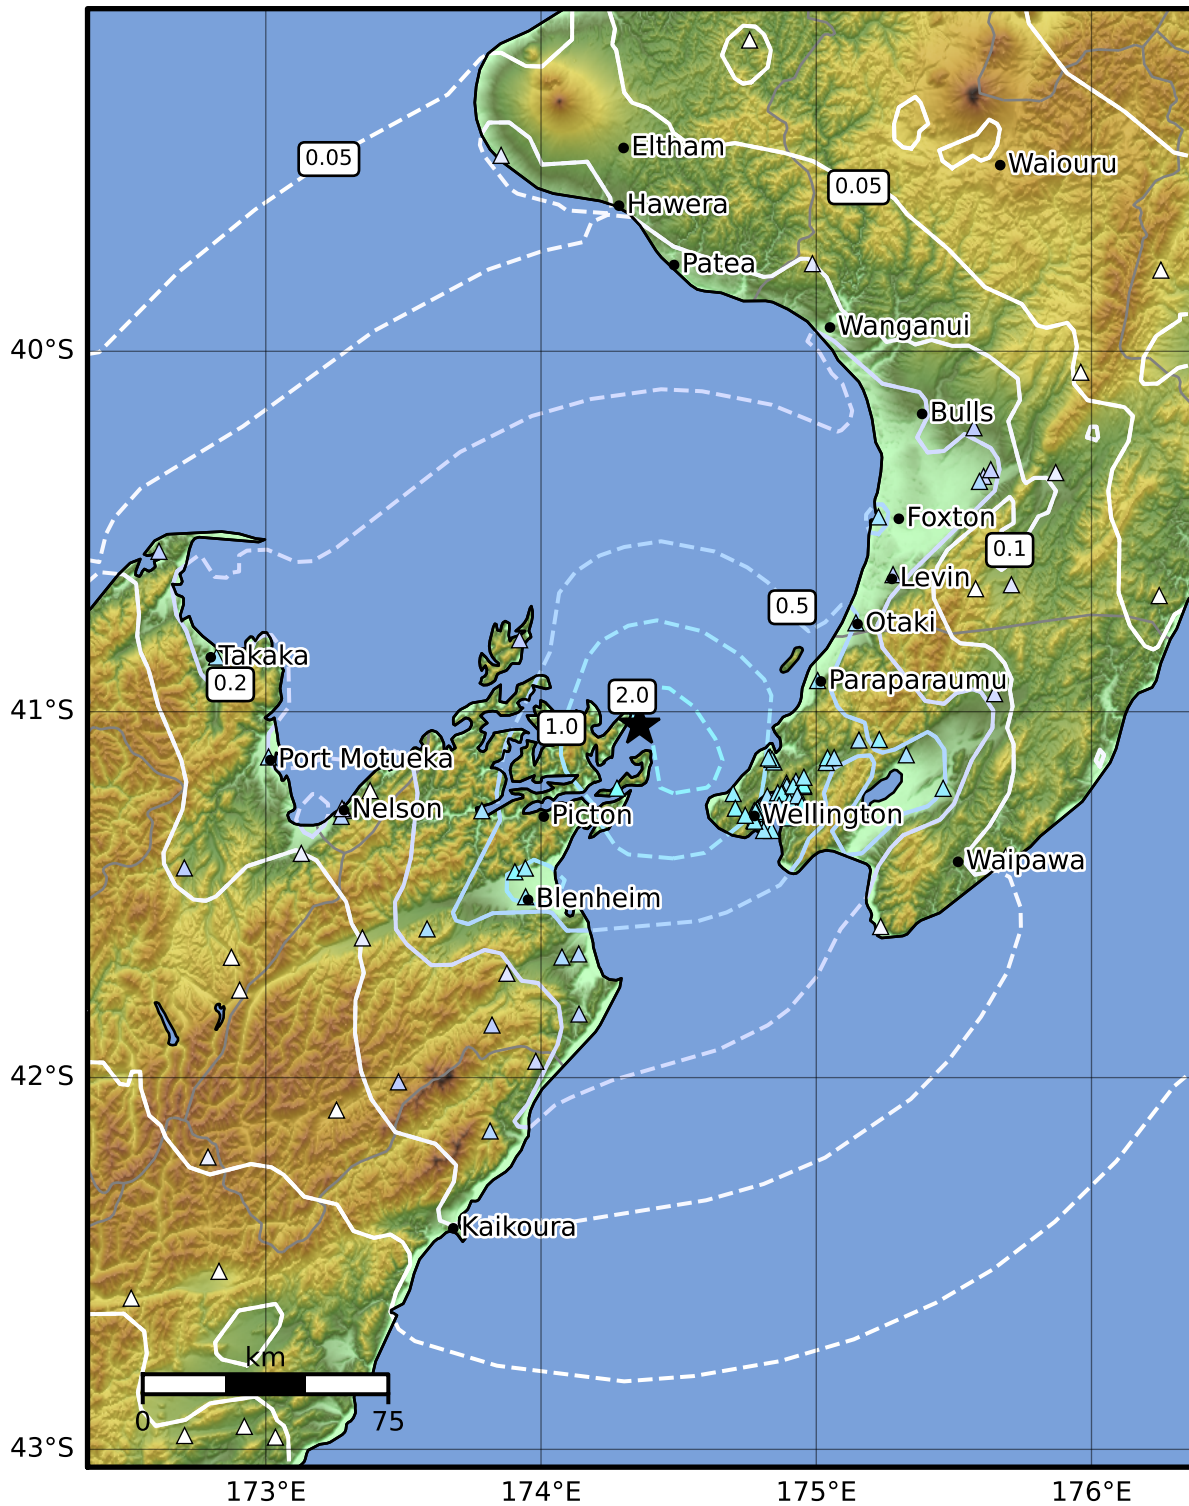 Eltham
0.05
Waiouru
0.05
Hawera
Patea
Wanganui
40°S
Bulls
Foxton
0.1
Levin
0.5
Otaki
Takaka
0.2
Paraparaumu
2.0
41°S
1.0
Port Motueka
Nelson
Picton
Wellington
Waipawa
Blenheim
42°S
Kaikoura
km
0
75
43°S
173°E
174°E
175°E
176°E